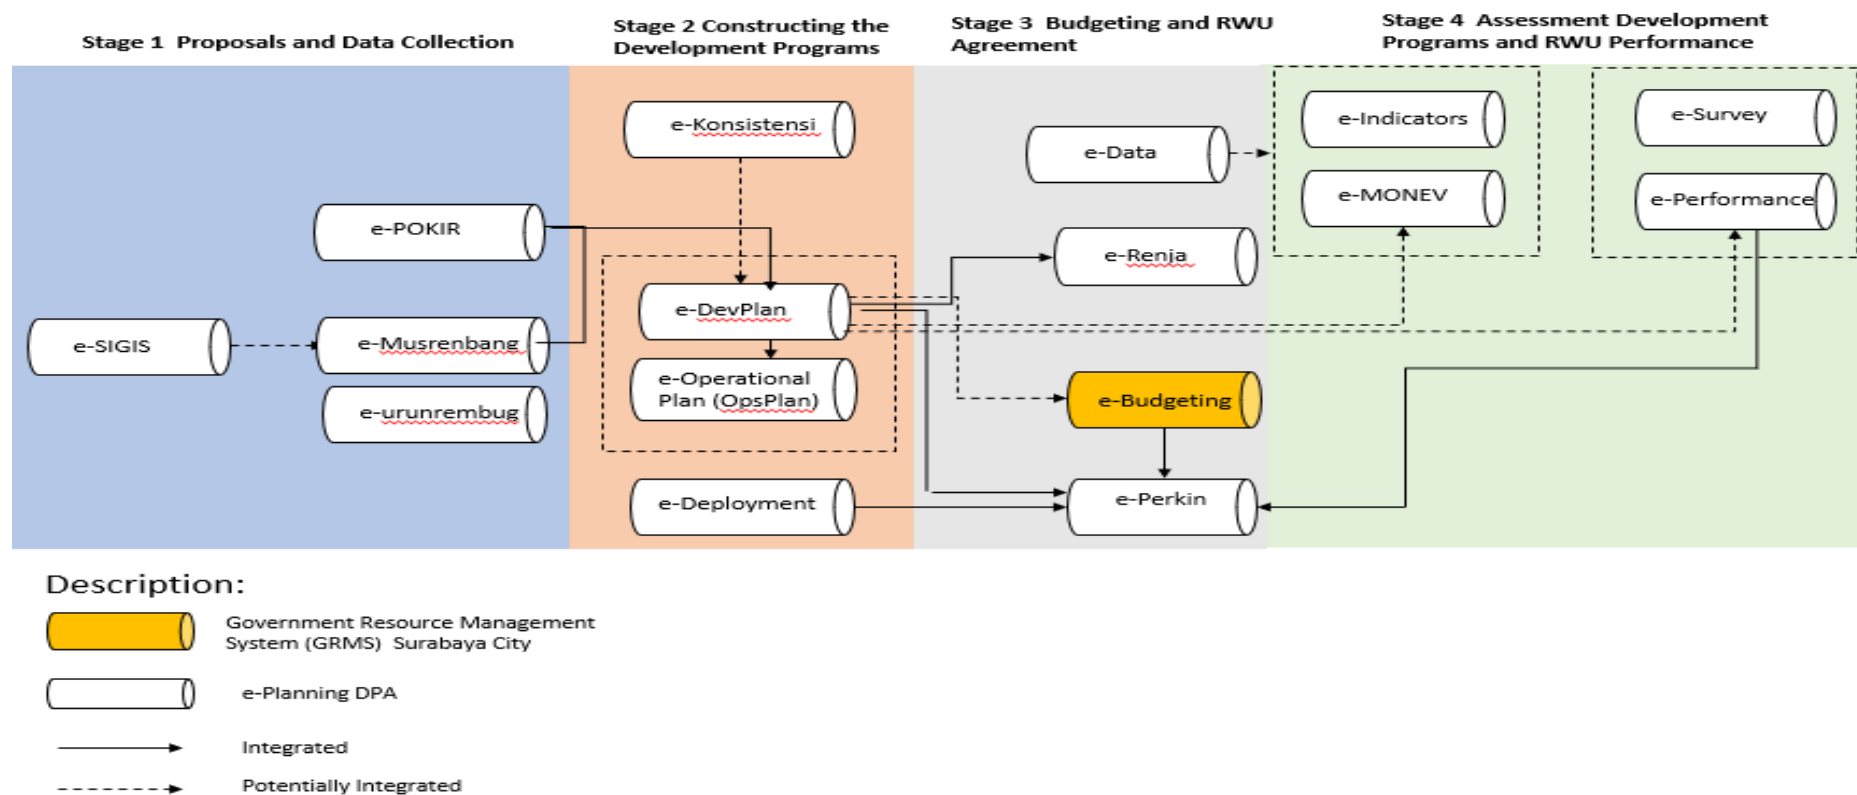 Stage 1  Proposals and Data Collection
Stage 2 Constructing the
Development Programs
Stage 3  Budgeting and RWU
Agreement
Stage 4  Assessment Development
Programs and RWU Performance
e-POKIR
e-SIGIS
e-Musrenbang
e-urunrembug
e-Konsistensi
e-DevPlan
e-Operational
Plan (OpsPlan)
e-Deployment
e-Data
e-Renja
e-Budgeting
e-Perkin
e-Indicators
e-MONEV
e-Survey
e-Performance
Description:
Government Resource Management
System (GRMS)  Surabaya City
e-Planning DPA
Integrated
Potentially Integrated